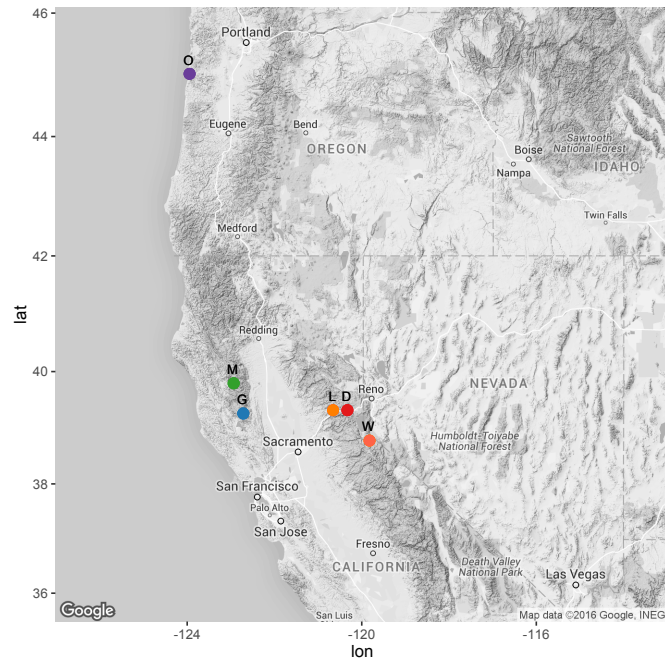 46
Portland
O
Eugene
Bend
44
OREGON
Sawtooth
National Forest
Boise
IDAHO
Nampa
Twin Falls
Medford
42
lat
Redding
40
M
Reno
NEVADA
G
L D
W
Sacramento
Humboldt-Toiyabe
National Forest
38
San Francisco
Palo Alto
San Jose
Fresno
CALIFORNIA
Death Valley
National Park
Las Vegas
36
Google
San Luis
Map data ©2016 Google, INEG
-124
-120
-116
lon